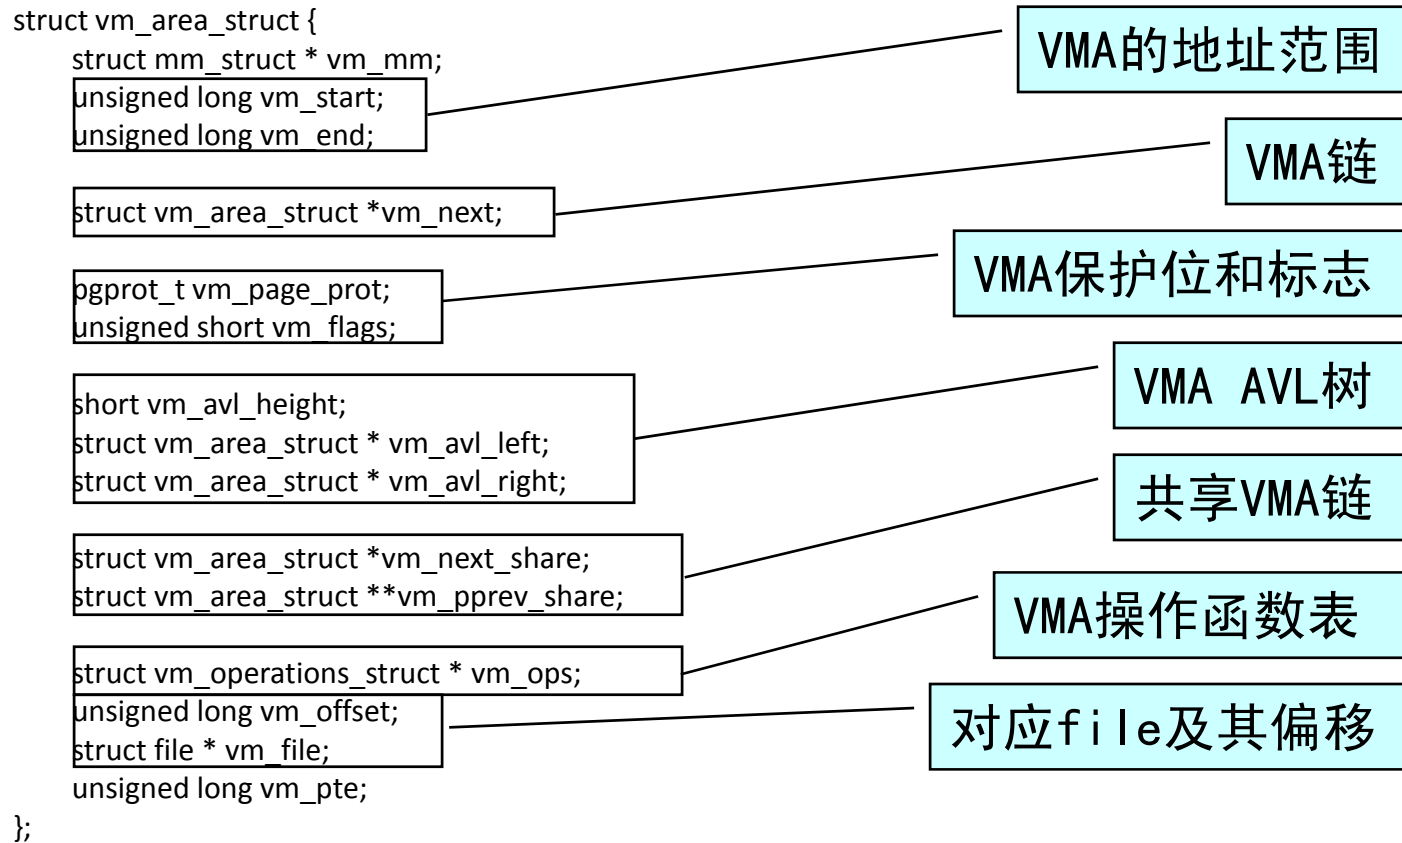 struct vm_area_struct {
struct mm_struct * vm_mm;
unsigned long vm_start;
unsigned long vm_end;
struct vm_area_struct *vm_next;
pgprot_t vm_page_prot;
unsigned short vm_flags;
short vm_avl_height;
struct vm_area_struct * vm_avl_left;
struct vm_area_struct * vm_avl_right;
struct vm_area_struct *vm_next_share;
struct vm_area_struct **vm_pprev_share;
struct vm_operations_struct * vm_ops;
unsigned long vm_offset;
struct file * vm_file;
unsigned long vm_pte;
};
VMA的地址范围
VMA链
VMA保护位和标志
VMA AVL树
共享VMA链
VMA操作函数表
对应file及其偏移